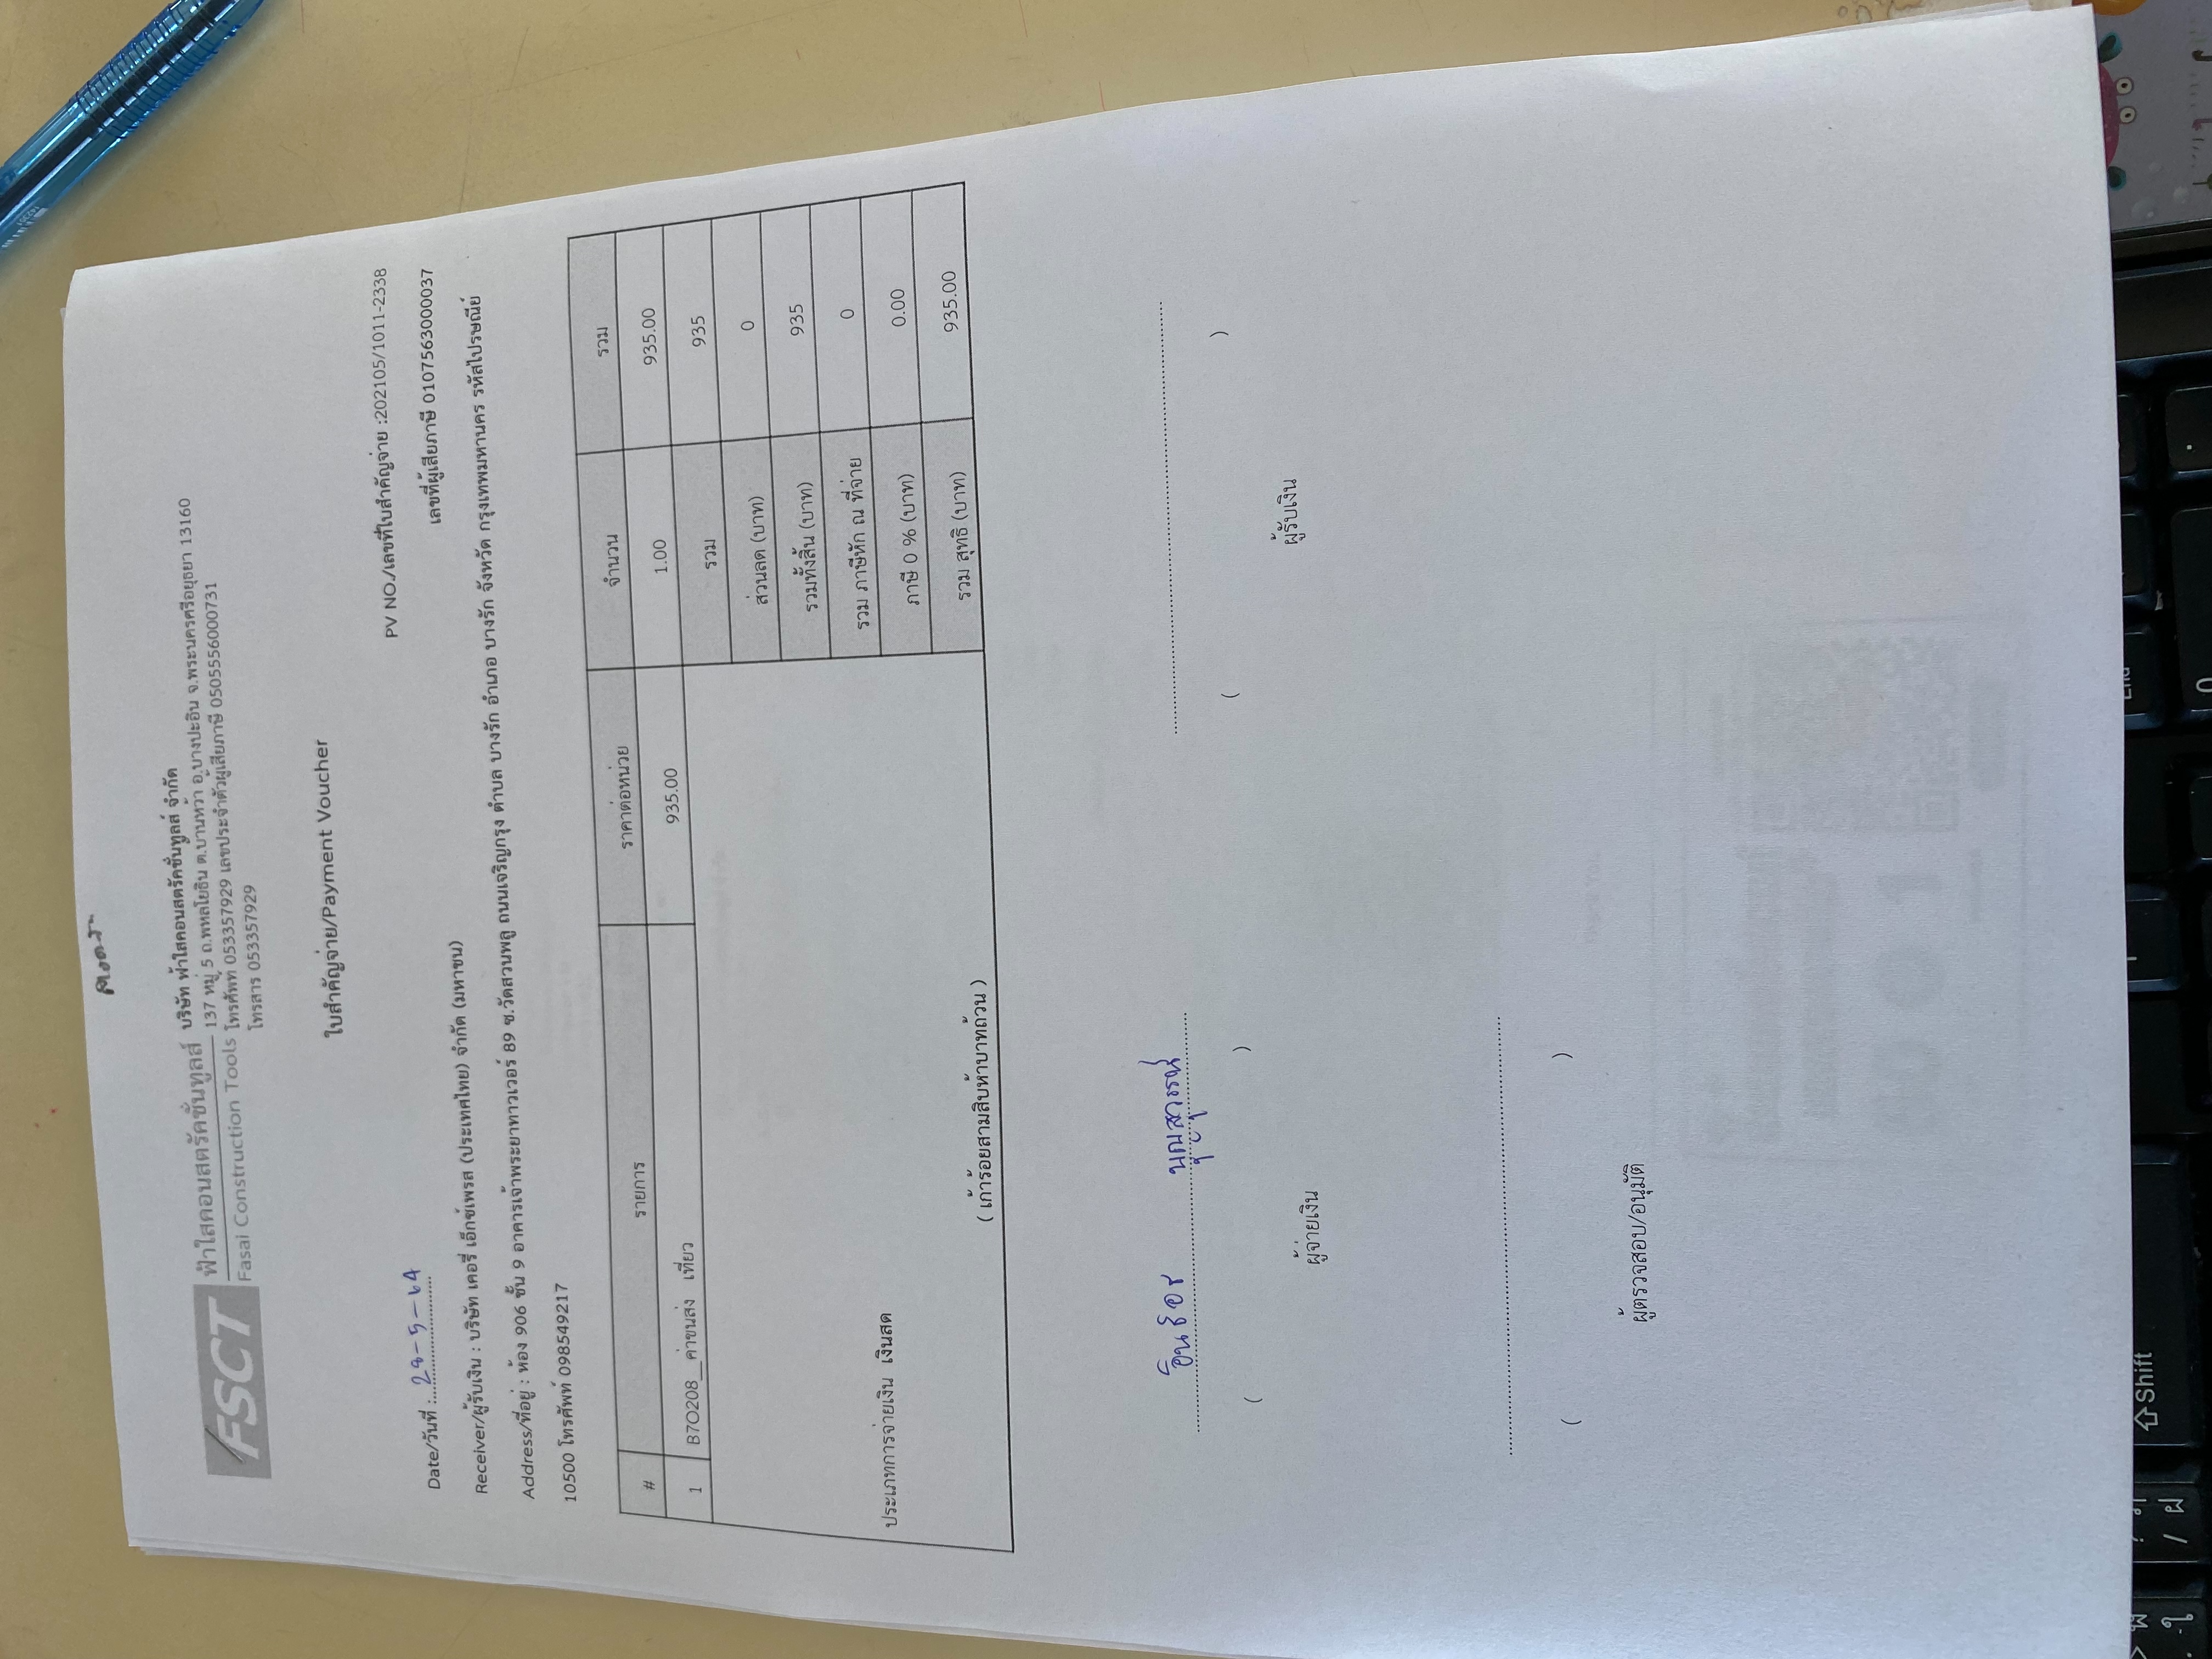 FSCT
ฟ้าใสคอนสตรัคชั่นทูลส์
Fasai Construction Tools
บริษัท ฟ้าใสคอนสตรัคชั่นทูลส์ จำกัด
137 หมู่ 5 ถ.พหลโยธิน ต.บ้านหว้า อ.บางปะอิน จ.พระนครศรีอยุธยา 13160
โทรศัพท์ 053357929 เลขประจำตัวผู้เสียภาษี 0505556000731
โทรสาร 053357929
ใบสำคัญจ่าย/Payment Voucher
PV NO./เลขที่ใบสำคัญจ่าย :202105/1011-2338
Date/วันที่ : 28-5-64
เลขที่ผู้เสียภาษี 0107563000037
Receiver/ผู้รับเงิน : บริษัท เคอรี่ เอ็กซ์เพรส (ประเทศไทย) จำกัด (มหาชน)
Address/ที่อยู่ : ห้อง 906 ชั้น 9 อาคารเจ้าพระยาทาวเวอร์ 89 ซ.วัดสวนพลู ถนนเจริญกรุง ตำบล บางรัก อำเภอ บางรัก จังหวัด กรุงเทพมหานคร รหัสไปรษณีย์
10500 โทรศัพท์ 098549217
# รายการ ราคาต่อหน่วย จำนวน รวม
1 B7O208__ค่าขนส่ง เที่ยว 935.00 1.00 935.00
รวม 935
ส่วนลด (บาท) 0
รวมทั้งสิ้น (บาท) 935
รวม ภาษีหัก ณ ที่จ่าย 0
ประเภทการจ่ายเงิน เงินสด
ภาษี 0 % (บาท) 0.00
รวม สุทธิ (บาท) 935.00
( เก้าร้อยสามสิบห้าบาทถ้วน )
อินธิอร บุญสุวรรณ์
( )
( )
ผู้จ่ายเงิน
ผู้รับเงิน
( )
ผู้ตรวจสอบ/อนุมัติ
Shift